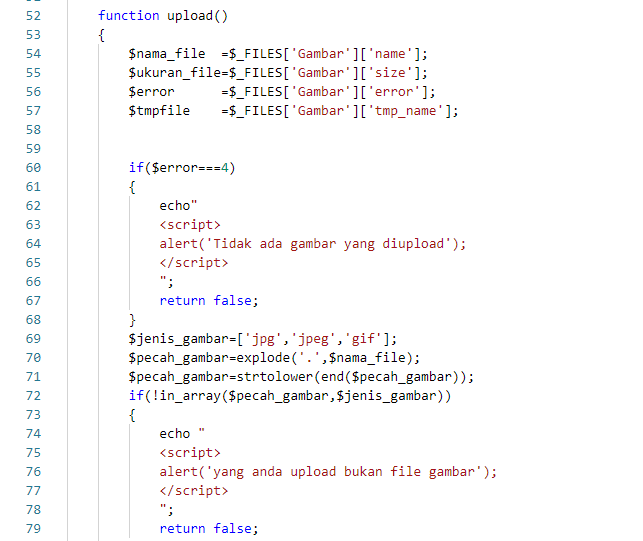 52 function upload()
53 {
54 $nama_file =$_FILES['Gambar']['name'];
55 $ukuran_file=$_FILES['Gambar']['size'];
56 $error =$_FILES['Gambar']['error'];
57 $tmpfile =$_FILES['Gambar']['tmp_name'];
58
59
60 if($error===4)
61 {
62 echo"
63 <script>
64 alert('Tidak ada gambar yang diupload');
65 </script>
66 ";
67 return false;
68 }
69 $jenis_gambar=['jpg','jpeg','gif'];
70 $pecah_gambar=explode('.',$nama_file);
71 $pecah_gambar=strtolower(end($pecah_gambar));
72 if(!in_array($pecah_gambar,$jenis_gambar))
73 {
74 echo "
75 <script>
76 alert('yang anda upload bukan file gambar');
77 </script>
78 ";
79 return false;